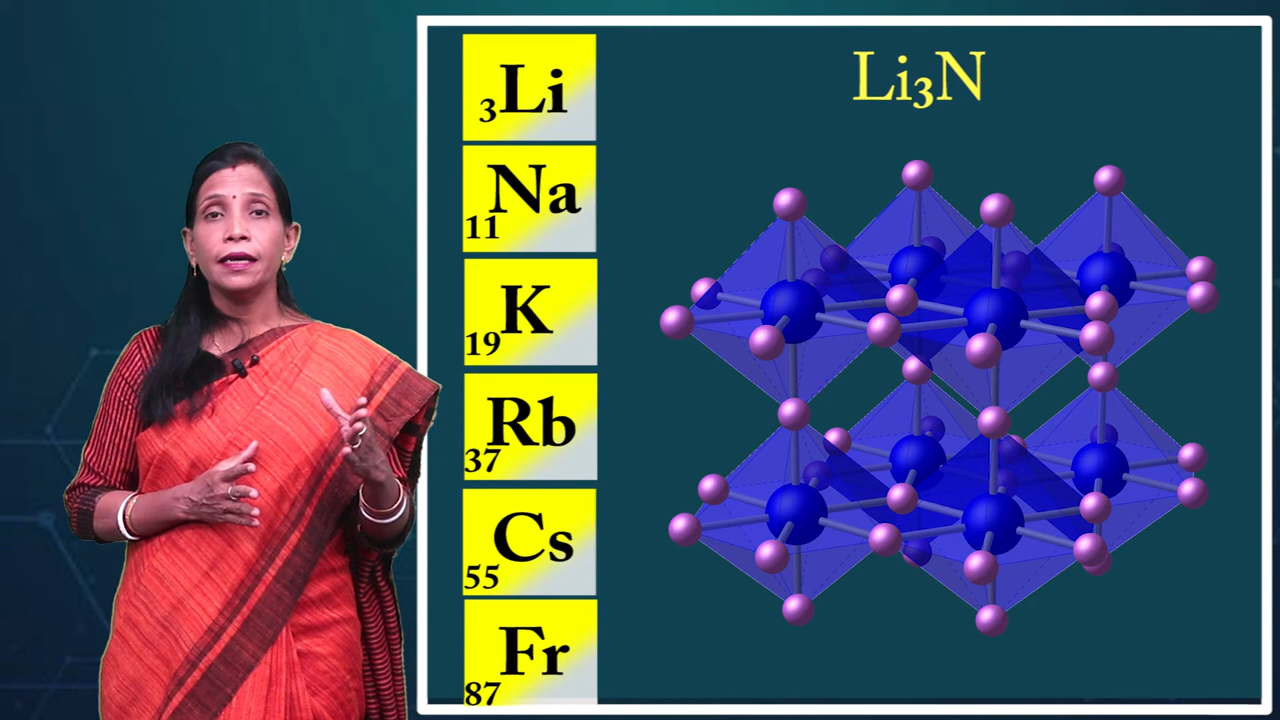 ₃Li
₁₁Na
₁₉K
₃₇Rb
₅₅Cs
₈₇Fr
Li₃N